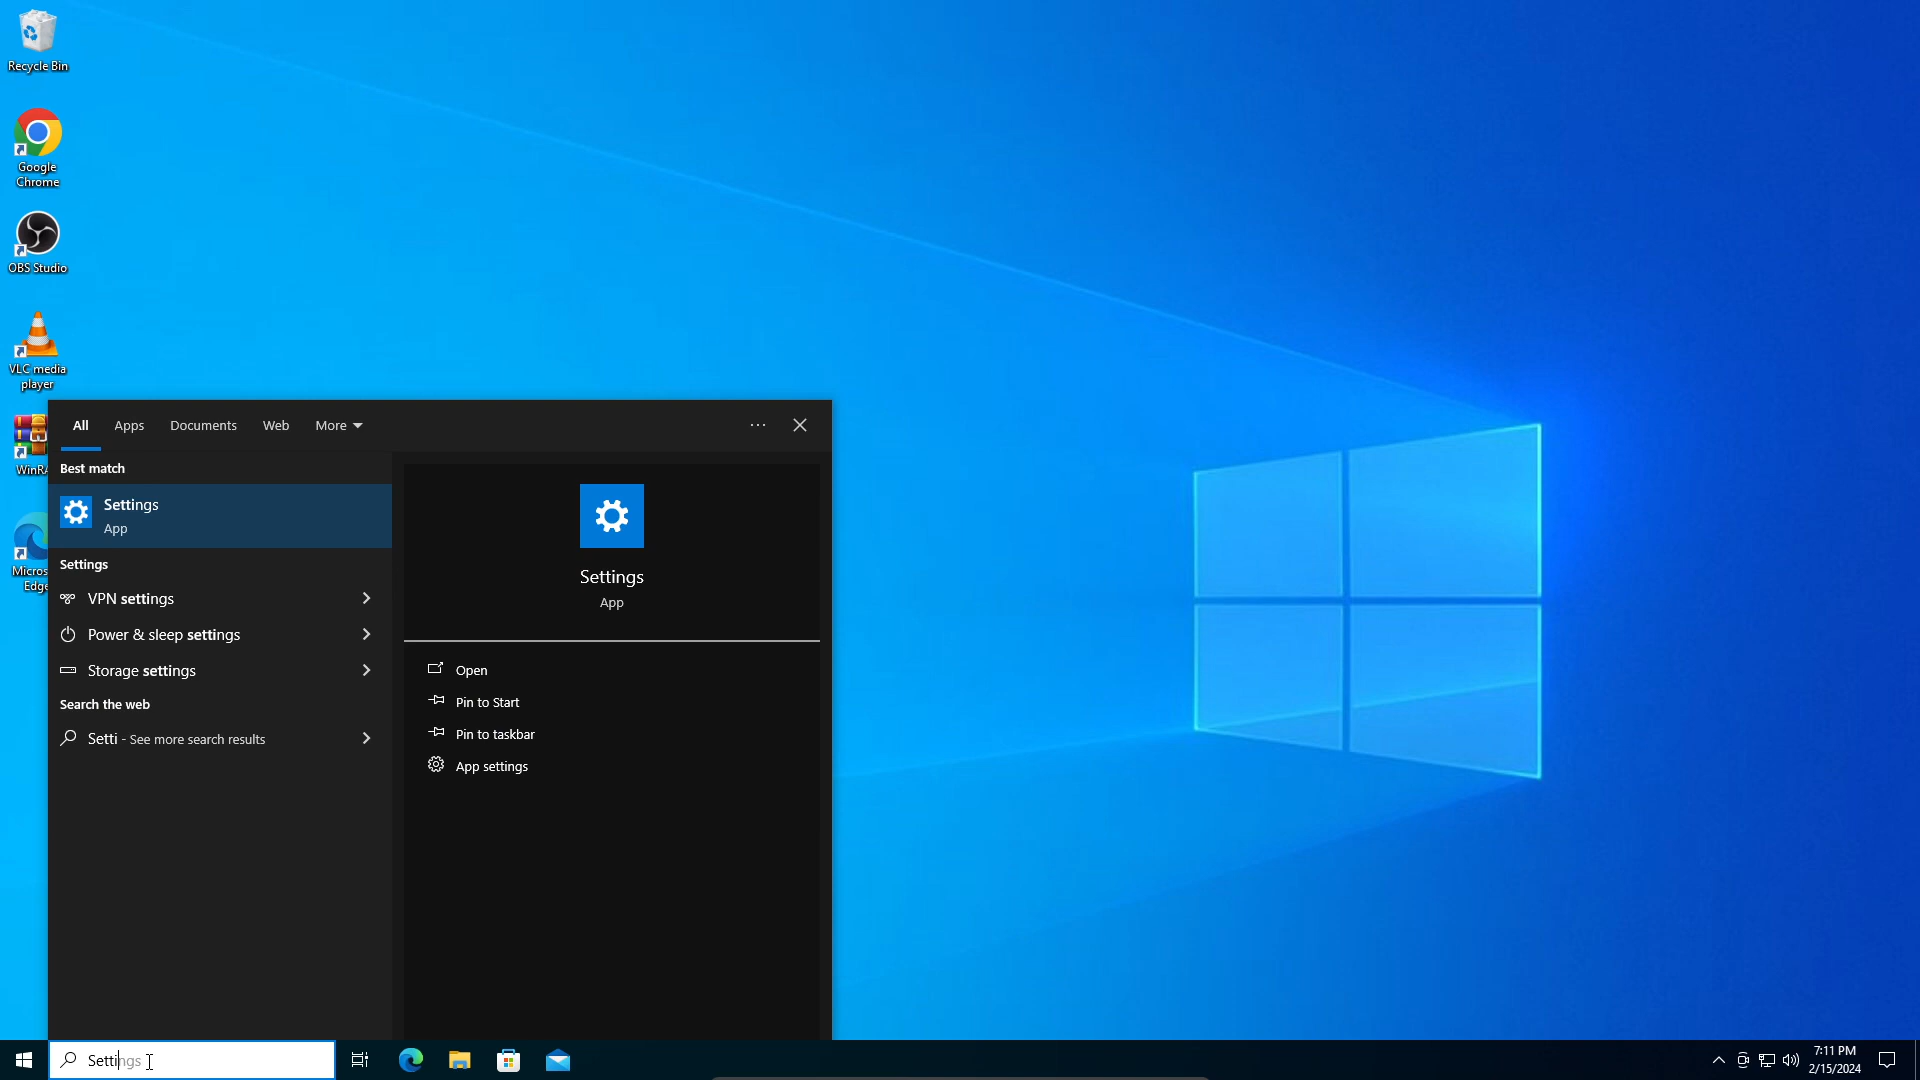 Recycle Bin
Google
Chrome
OBS Studio
VLC media
player
WinRA
Micros
Edge
All Apps Documents Web More
Best match
Settings
App
Settings
VPN settings
Power & sleep settings
Storage settings
Search the web
Setti - See more search results
Settings
App
Open
Pin to Start
Pin to taskbar
App settings
Settings
7:11 PM
2/15/2024